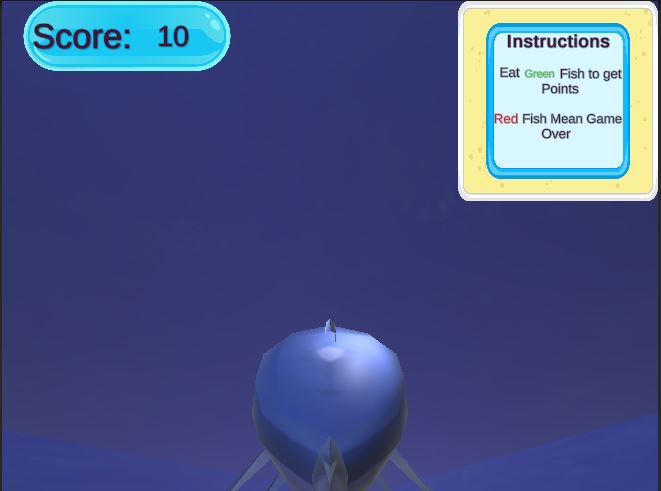 Score: 10
Instructions
Eat Green Fish to get
Points
Red Fish Mean Game
Over